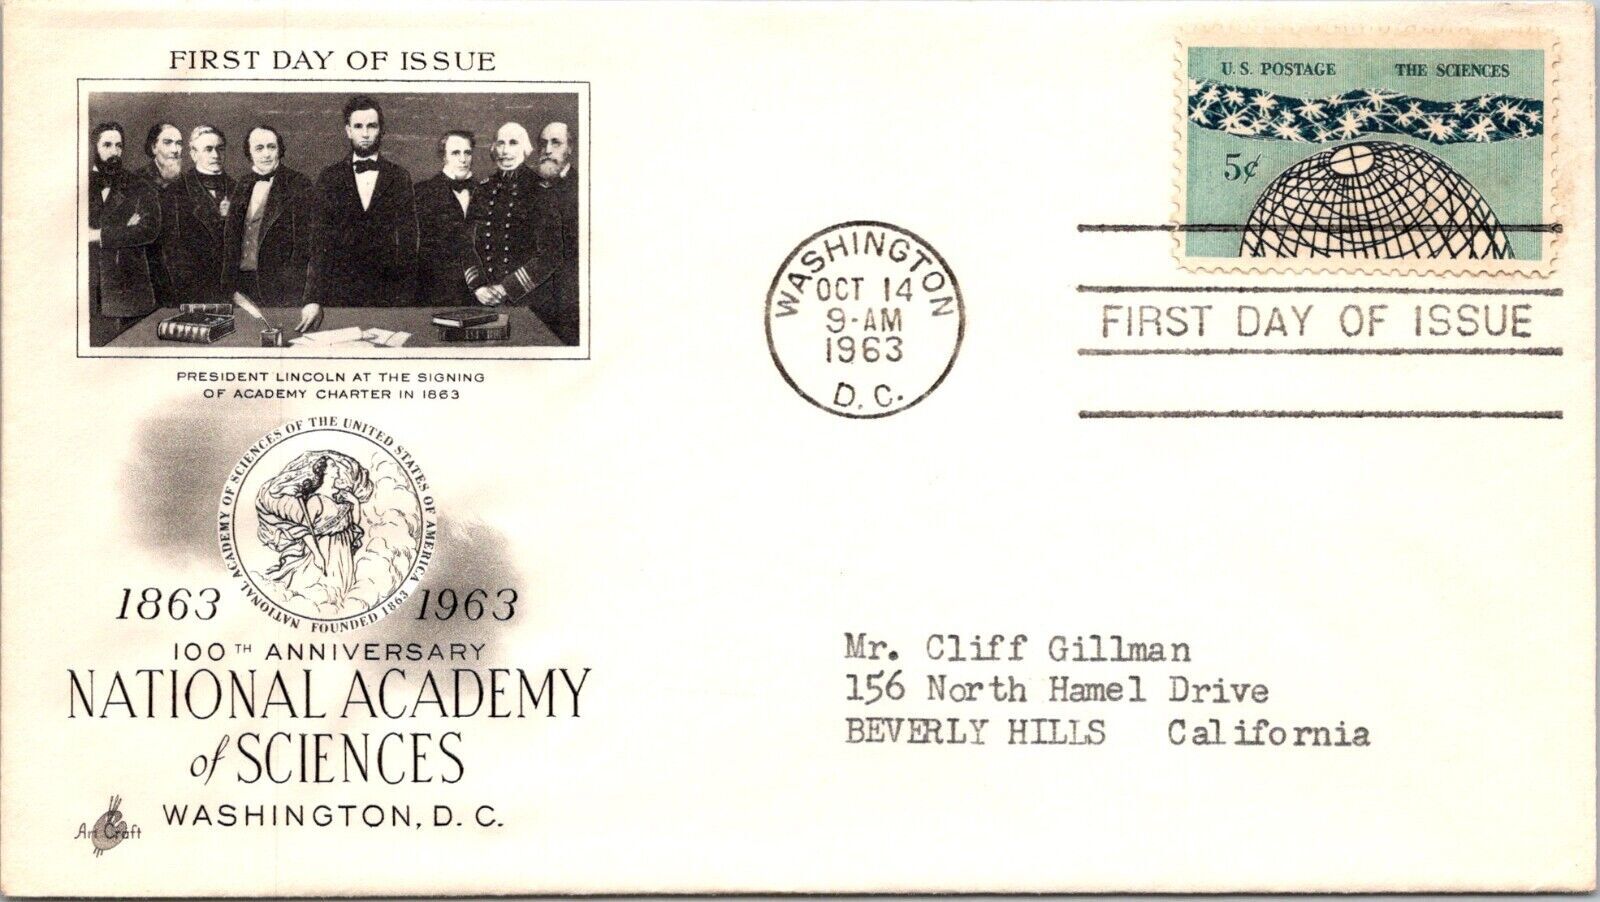 FIRST DAY OF ISSUE
PRESIDENT LINCOLN AT THE SIGNING
OF ACADEMY CHARTER IN 1863
NATIONAL ACADEMY OF SCIENCES OF THE UNITED STATES OF AMERICA
FOUNDED 1863
1863 1963
100TH ANNIVERSARY
NATIONAL ACADEMY
of SCIENCES
WASHINGTON, D. C.
Art Craft
U.S. POSTAGE THE SCIENCES
5¢
WASHINGTON
OCT 14
9-AM
1963
D.C.
FIRST DAY OF ISSUE
Mr. Cliff Gillman
156 North Hamel Drive
BEVERLY HILLS California